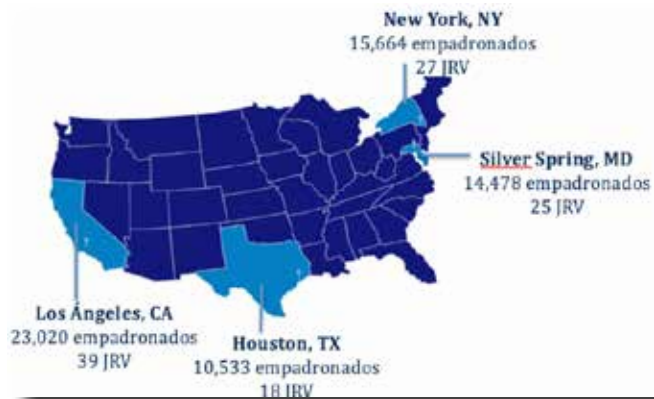 New York, NY
15,664 empadronados
27 JRV
Silver Spring, MD
14,478 empadronados
25 JRV
Los Ángeles, CA
23,020 empadronados
39 JRV
Houston, TX
10,533 empadronados
18 JRV